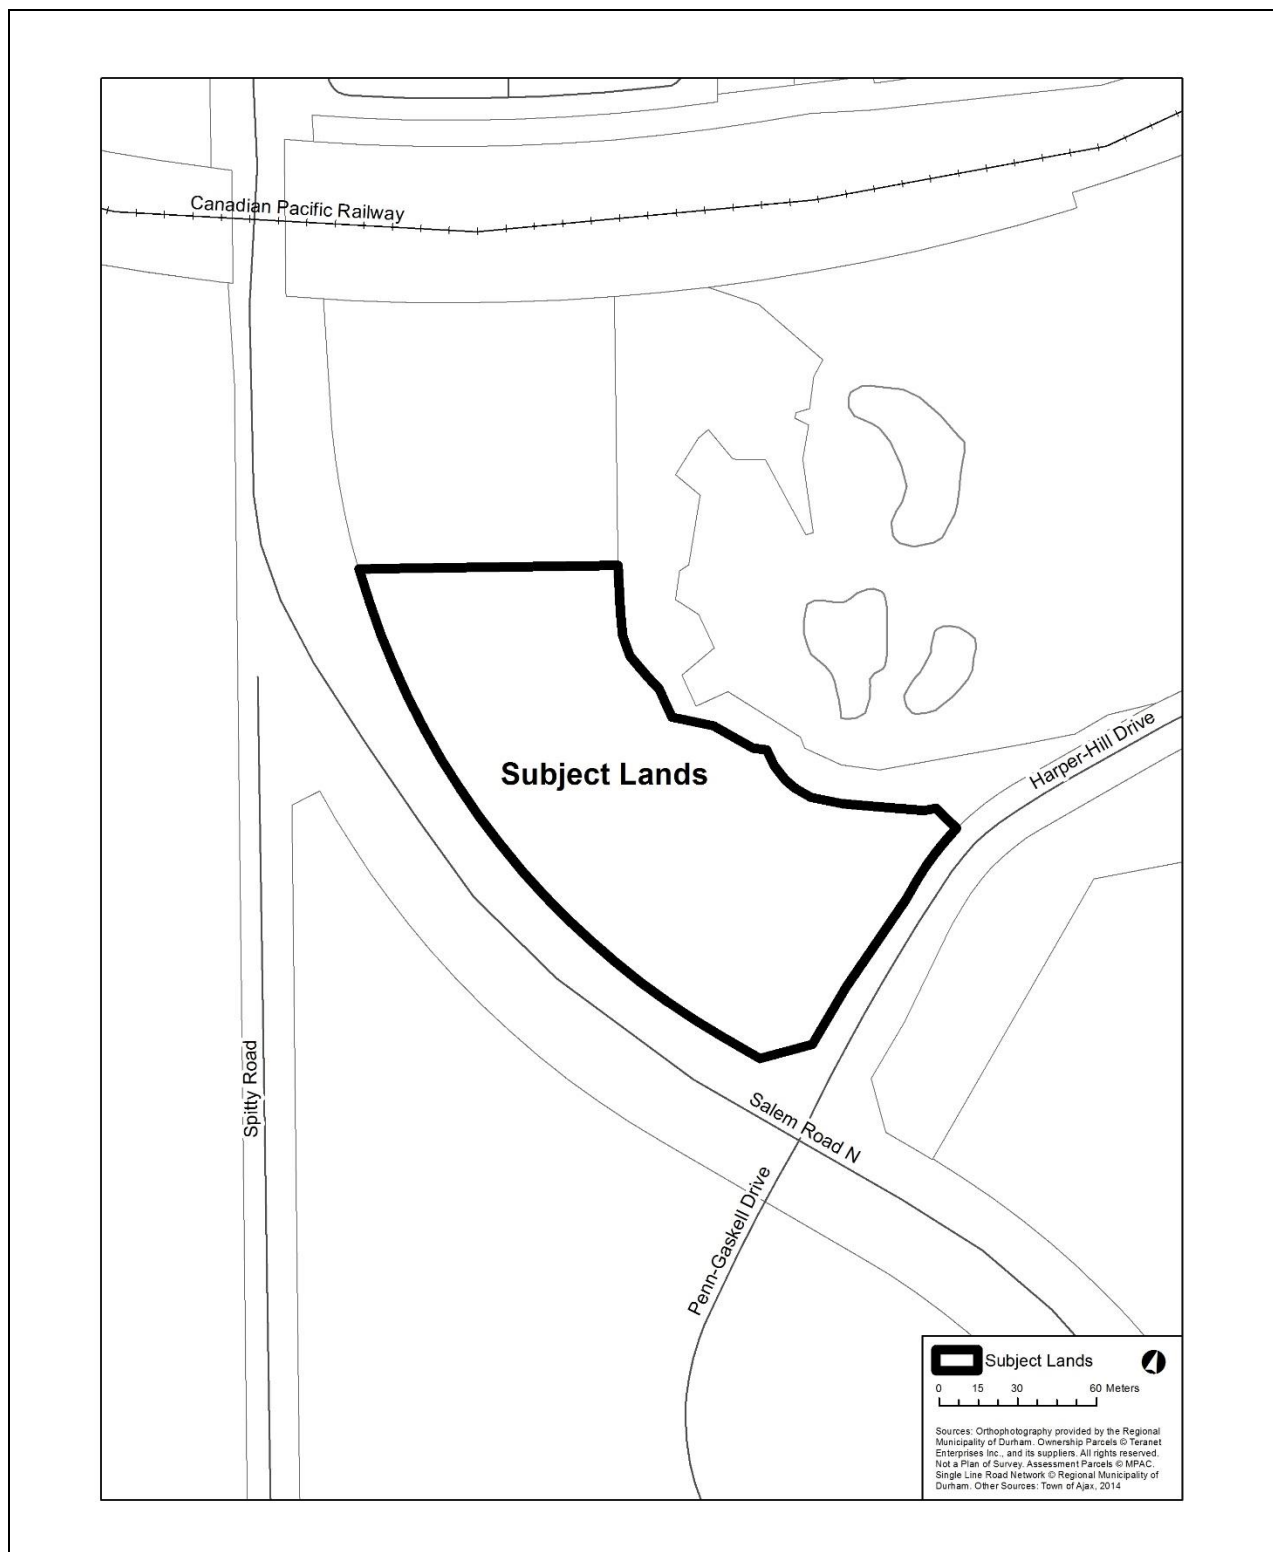 Canadian Pacific Railway
Harper-Hill Drive
Subject Lands
Spitty Road
Salem Road N
Penn-Gaskell Drive
Subject Lands
0 15 30 60 Meters
Sources: Orthophotography provided by the Regional
Municipality of Durham. Ownership Parcels © Teranet
Enterprises Inc., and its suppliers. All rights reserved.
Not a Plan of Survey. Assessment Parcels © MPAC.
Single Line Road Network © Regional Municipality of
Durham. Other Sources: Town of Ajax, 2014